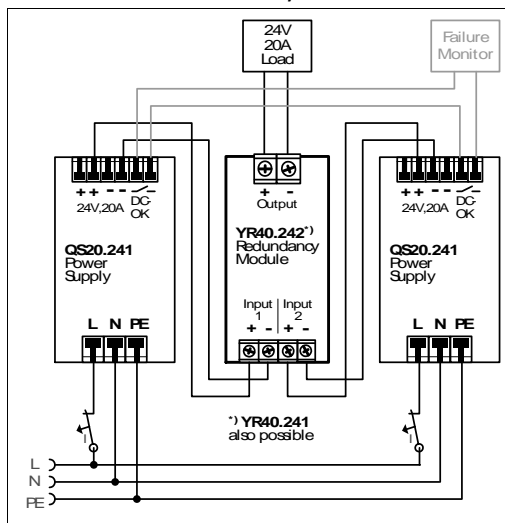 24V
20A
Load
Failure
Monitor
+ -
Output
+ + - -
DC-
OK
24V,20A
QS20.241
Power
Supply
L N PE
YR40.242*)
Redundancy
Module
Input
1
Input
2
+ - + -
+ + - -
DC-
OK
24V,20A
QS20.241
Power
Supply
L N PE
*) YR40.241
also possible
I
I
L
N
PE